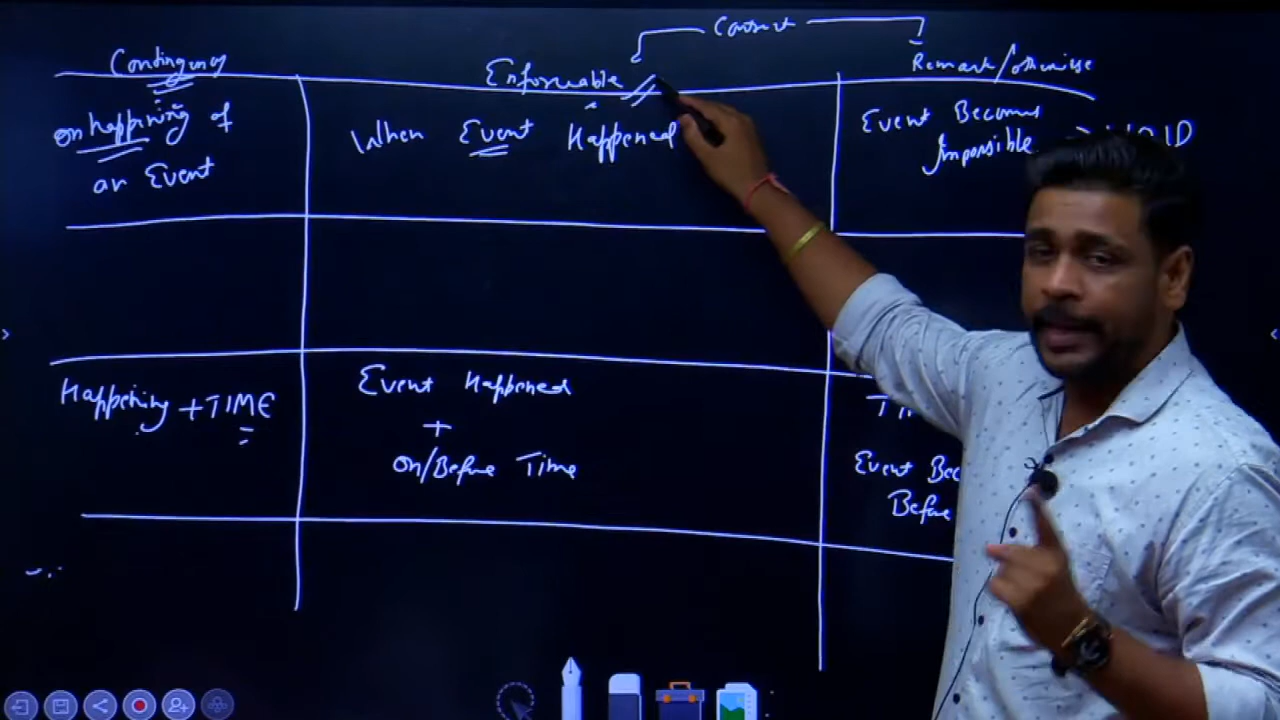 Contract
Contingency
Enforceable
Remark/otherwise
on happening of
an Event
When Event Happened
Event Becomes
Impossible
Happening + TIME
Event Happened
+
On/Before Time
Event Bec
Before